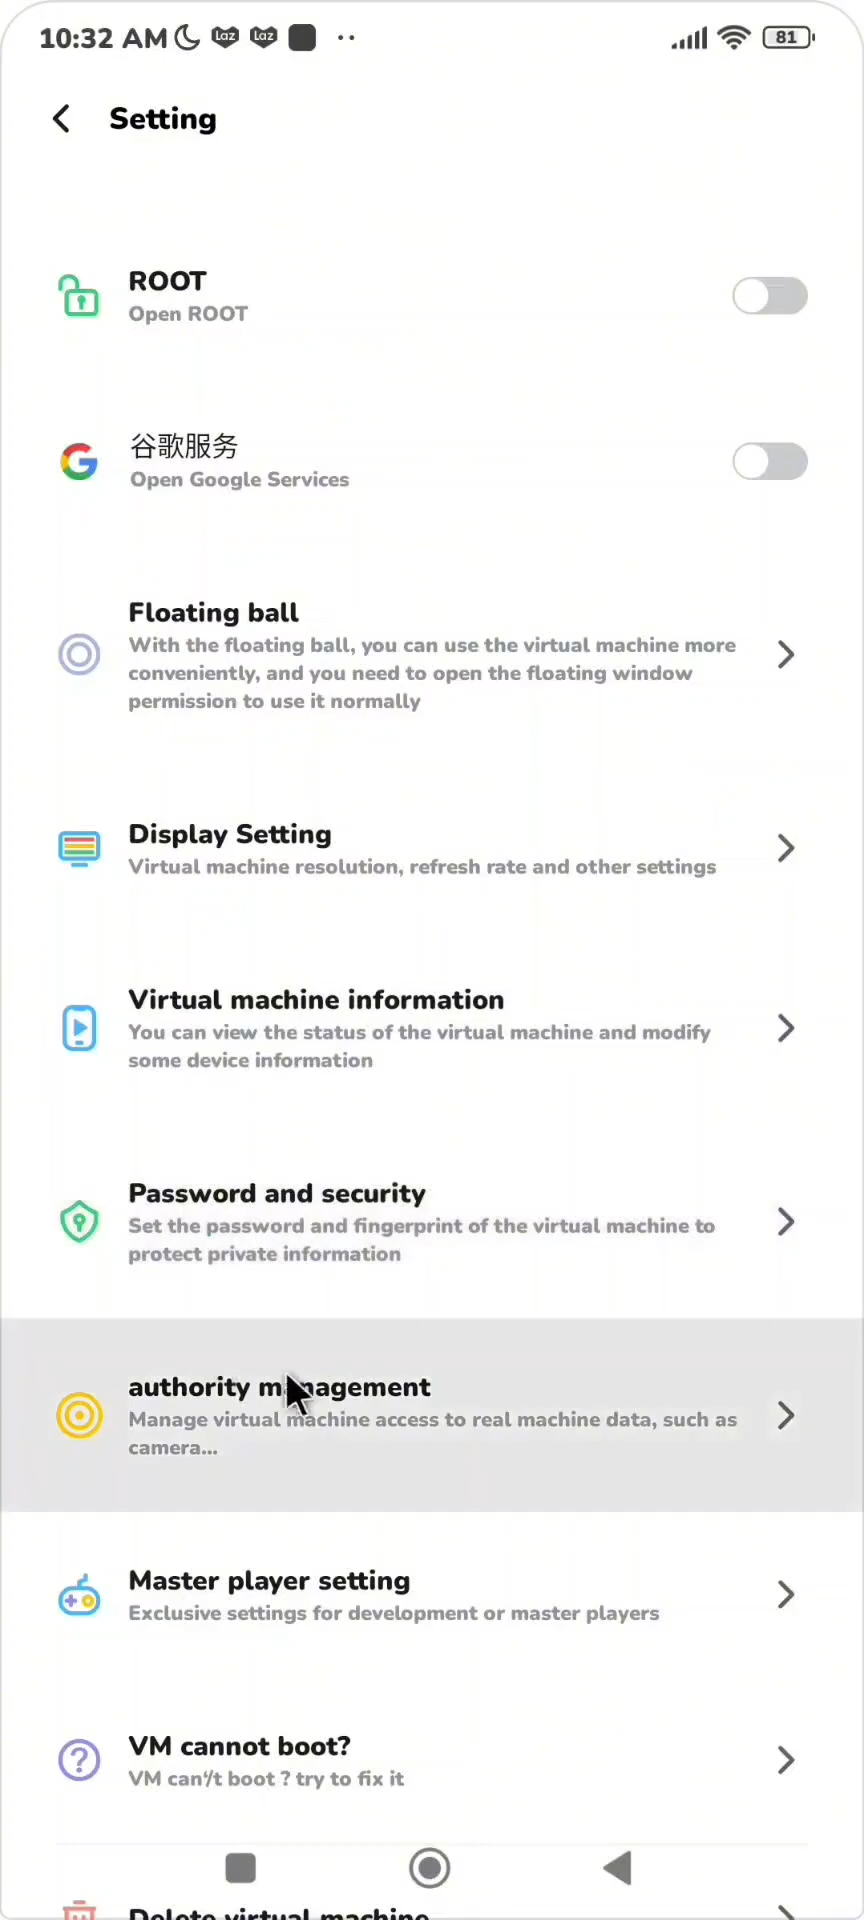 10:32 AM Laz Laz 81
Setting
ROOT
Open ROOT
谷歌服务
Open Google Services
Floating ball
With the floating ball, you can use the virtual machine more
conveniently, and you need to open the floating window
permission to use it normally
Display Setting
Virtual machine resolution, refresh rate and other settings
Virtual machine information
You can view the status of the virtual machine and modify
some device information
Password and security
Set the password and fingerprint of the virtual machine to
protect private information
authority management
Manage virtual machine access to real machine data, such as
camera...
Master player setting
Exclusive settings for development or master players
VM cannot boot?
VM can'/t boot ? try to fix it
Delete virtual machine